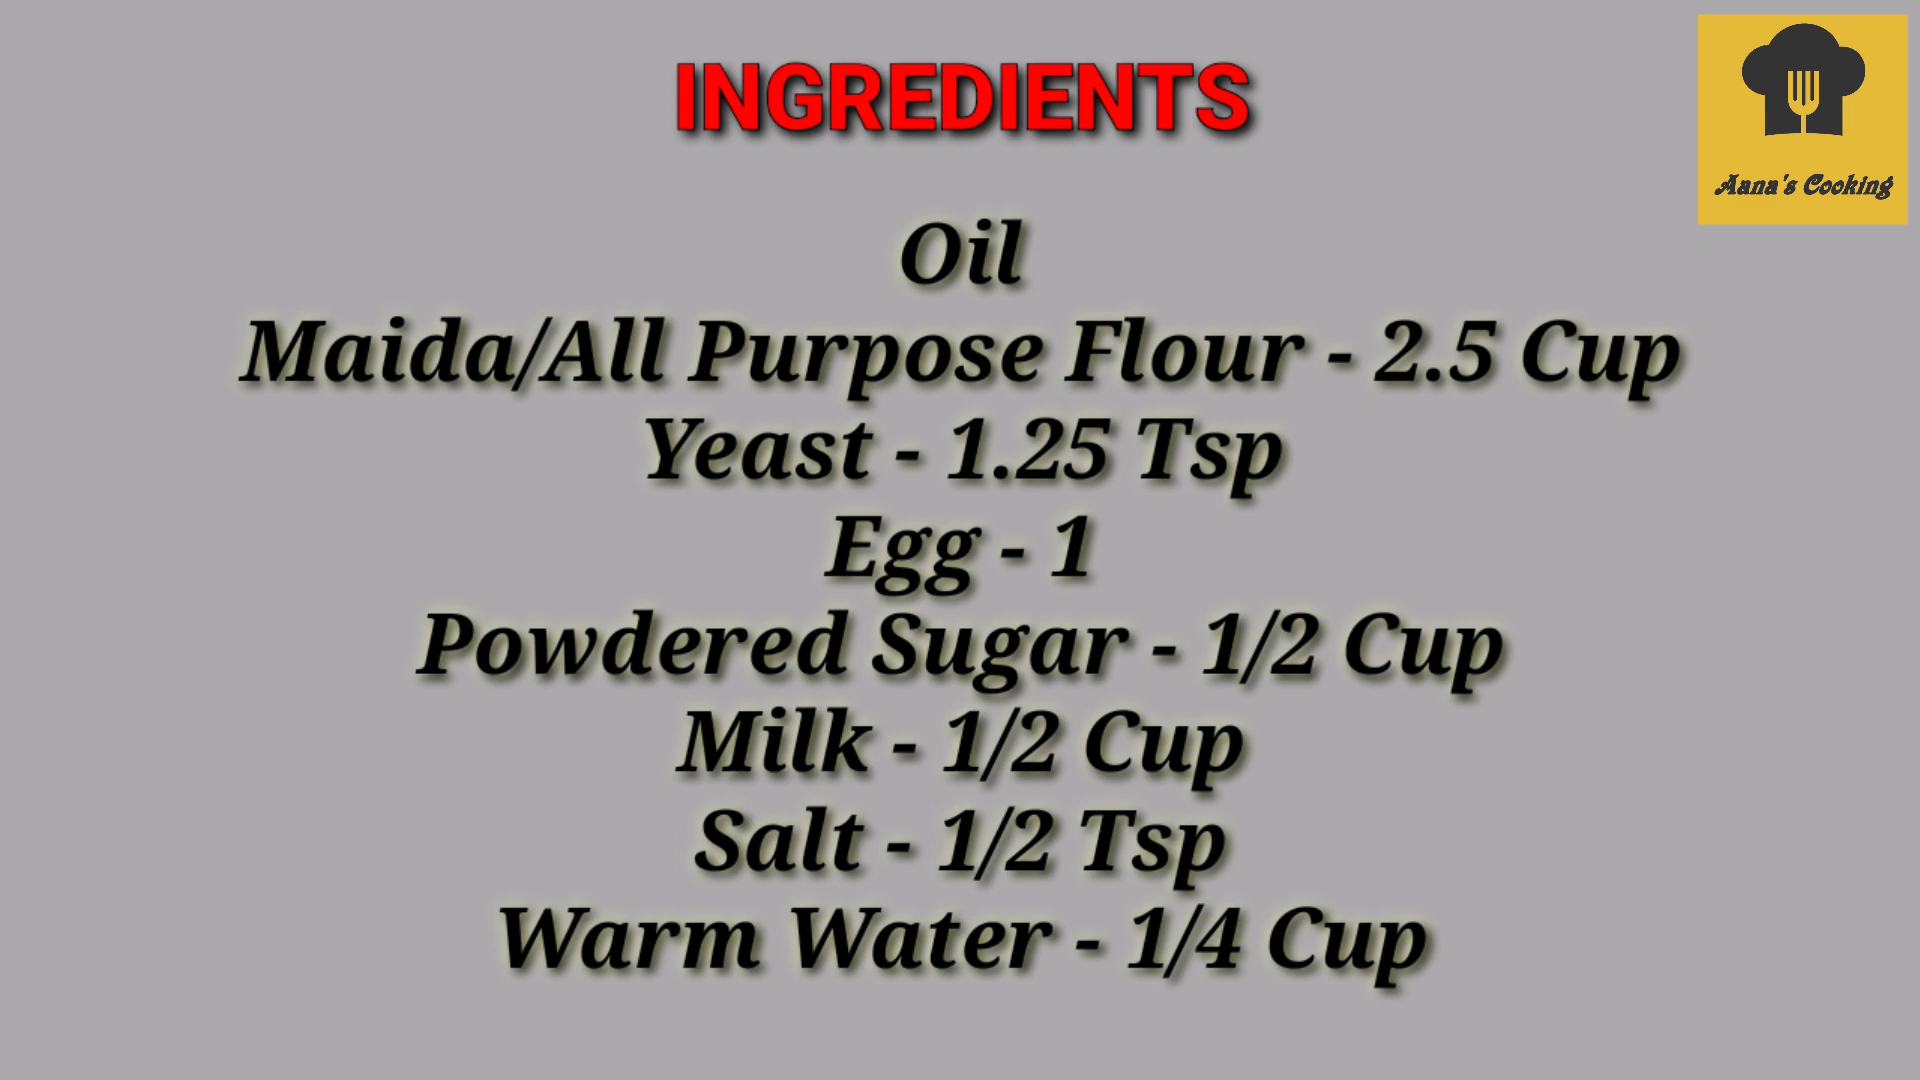 INGREDIENTS
Aana's Cooking
Oil
Maida/All Purpose Flour - 2.5 Cup
Yeast - 1.25 Tsp
Egg - 1
Powdered Sugar - 1/2 Cup
Milk - 1/2 Cup
Salt - 1/2 Tsp
Warm Water - 1/4 Cup